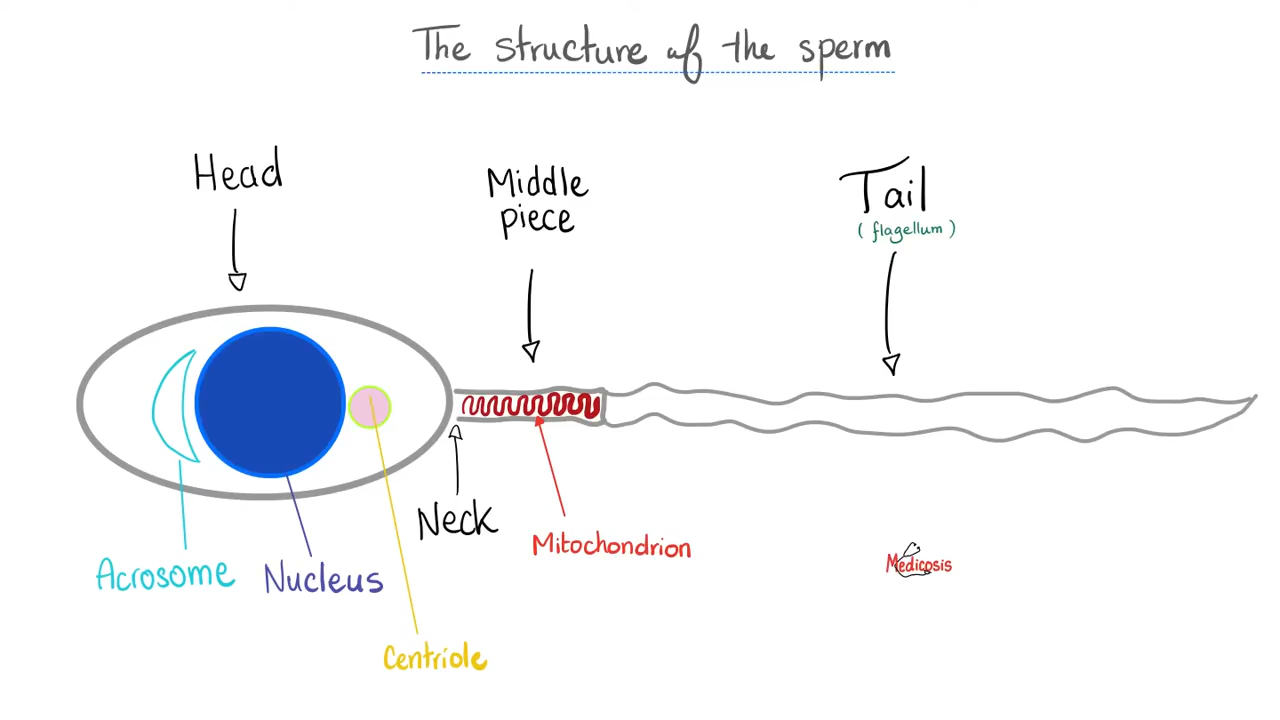 The structure of the sperm
Head
Middle
piece
Tail
(flagellum)
Neck
Mitochondrion
Acrosome
Nucleus
Centriole
Medicosis